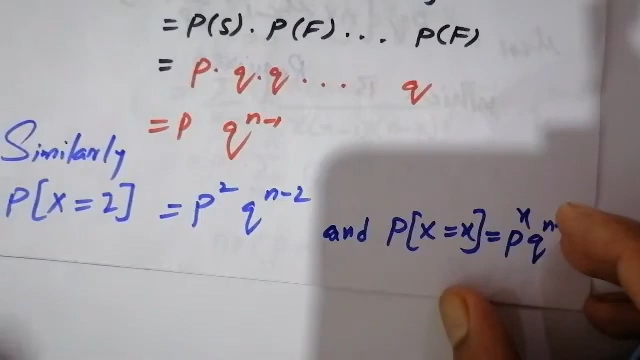 = P(S) . P(F) ... P(F)
= p . q . q . ... q
= p q^{n-1}
Similarly
P[X=2] = p^2 q^{n-2}
and P[X=x] = p^x q^{n-